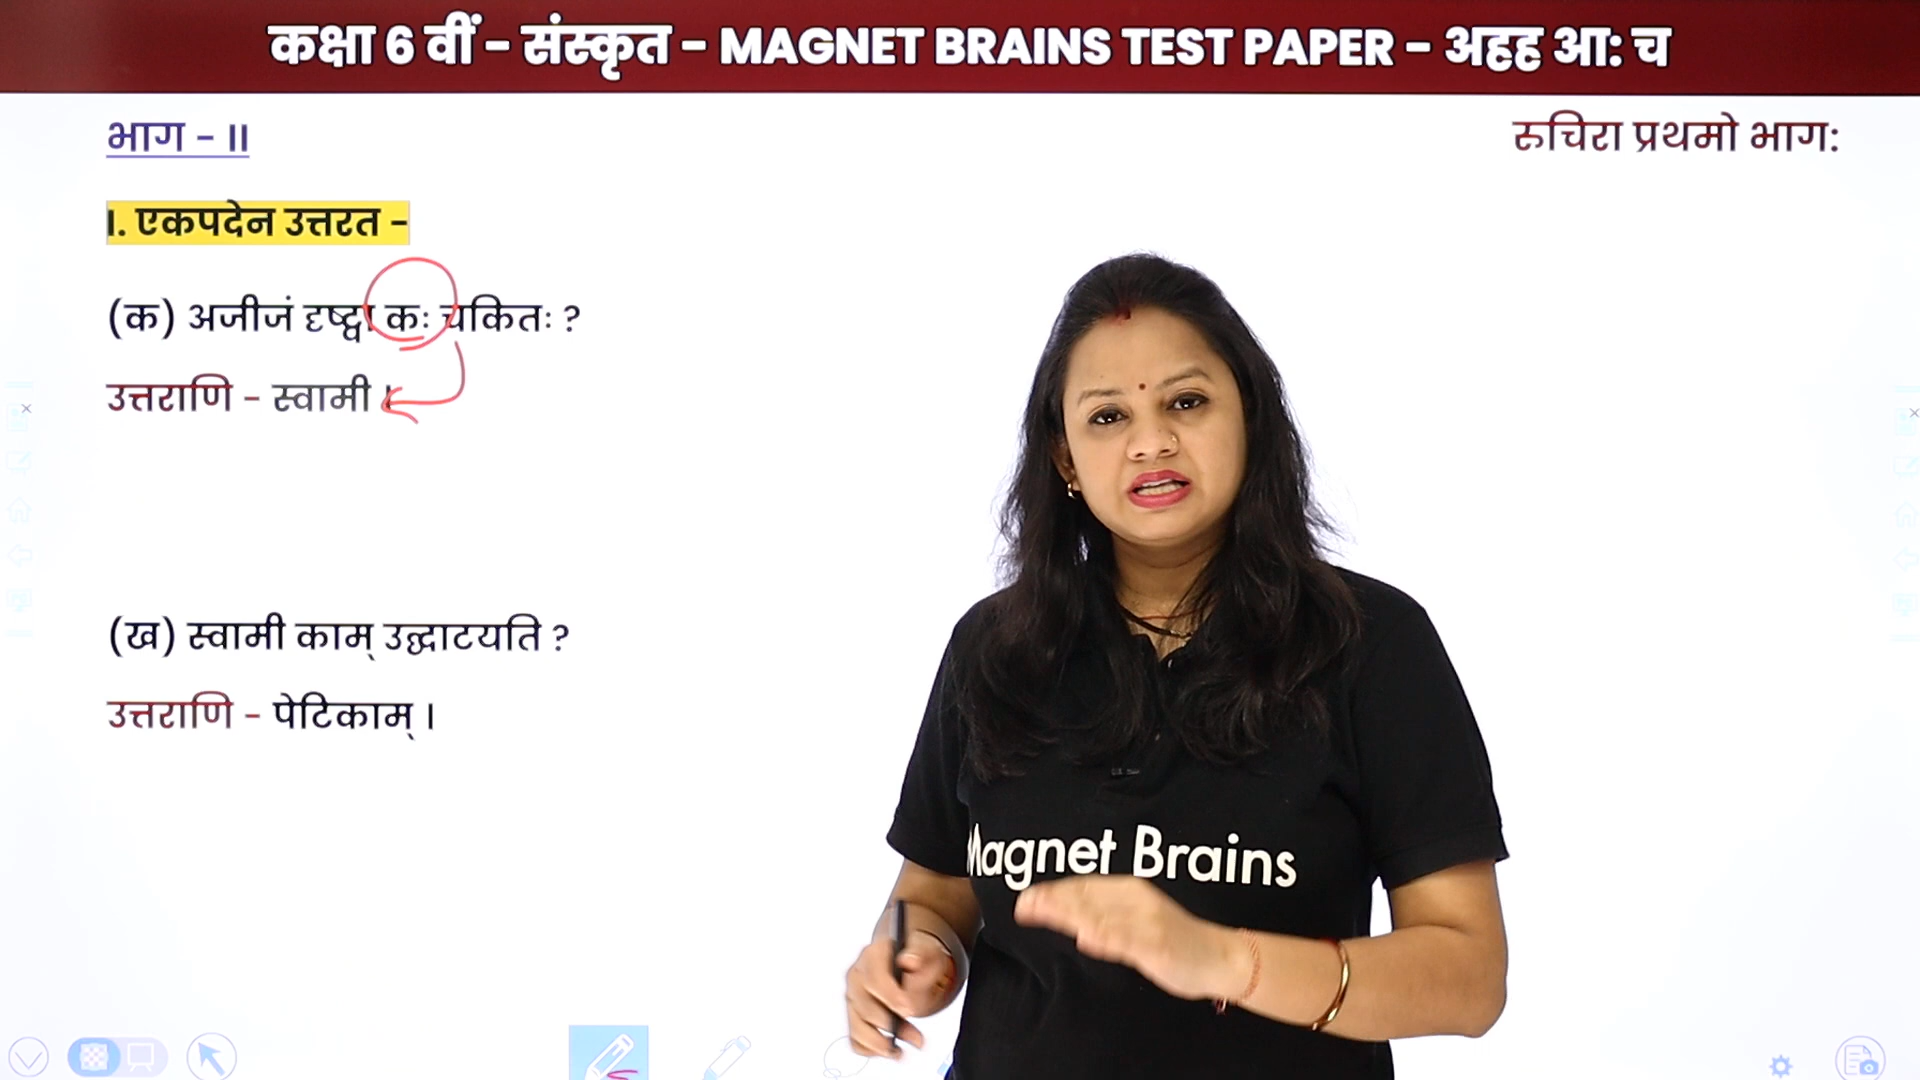 कक्षा 6 वीं - संस्कृत - MAGNET BRAINS TEST PAPER - अहह आ: च
भाग - II
रुचिरा प्रथमो भाग:
I. एकपदेन उत्तरत -
(क) अजीजं दृष्ट्वा कः चकितः ?
उत्तराणि - स्वामी ।
(ख) स्वामी काम् उद्घाटयति ?
उत्तराणि - पेटिकाम् ।
Magnet Brains